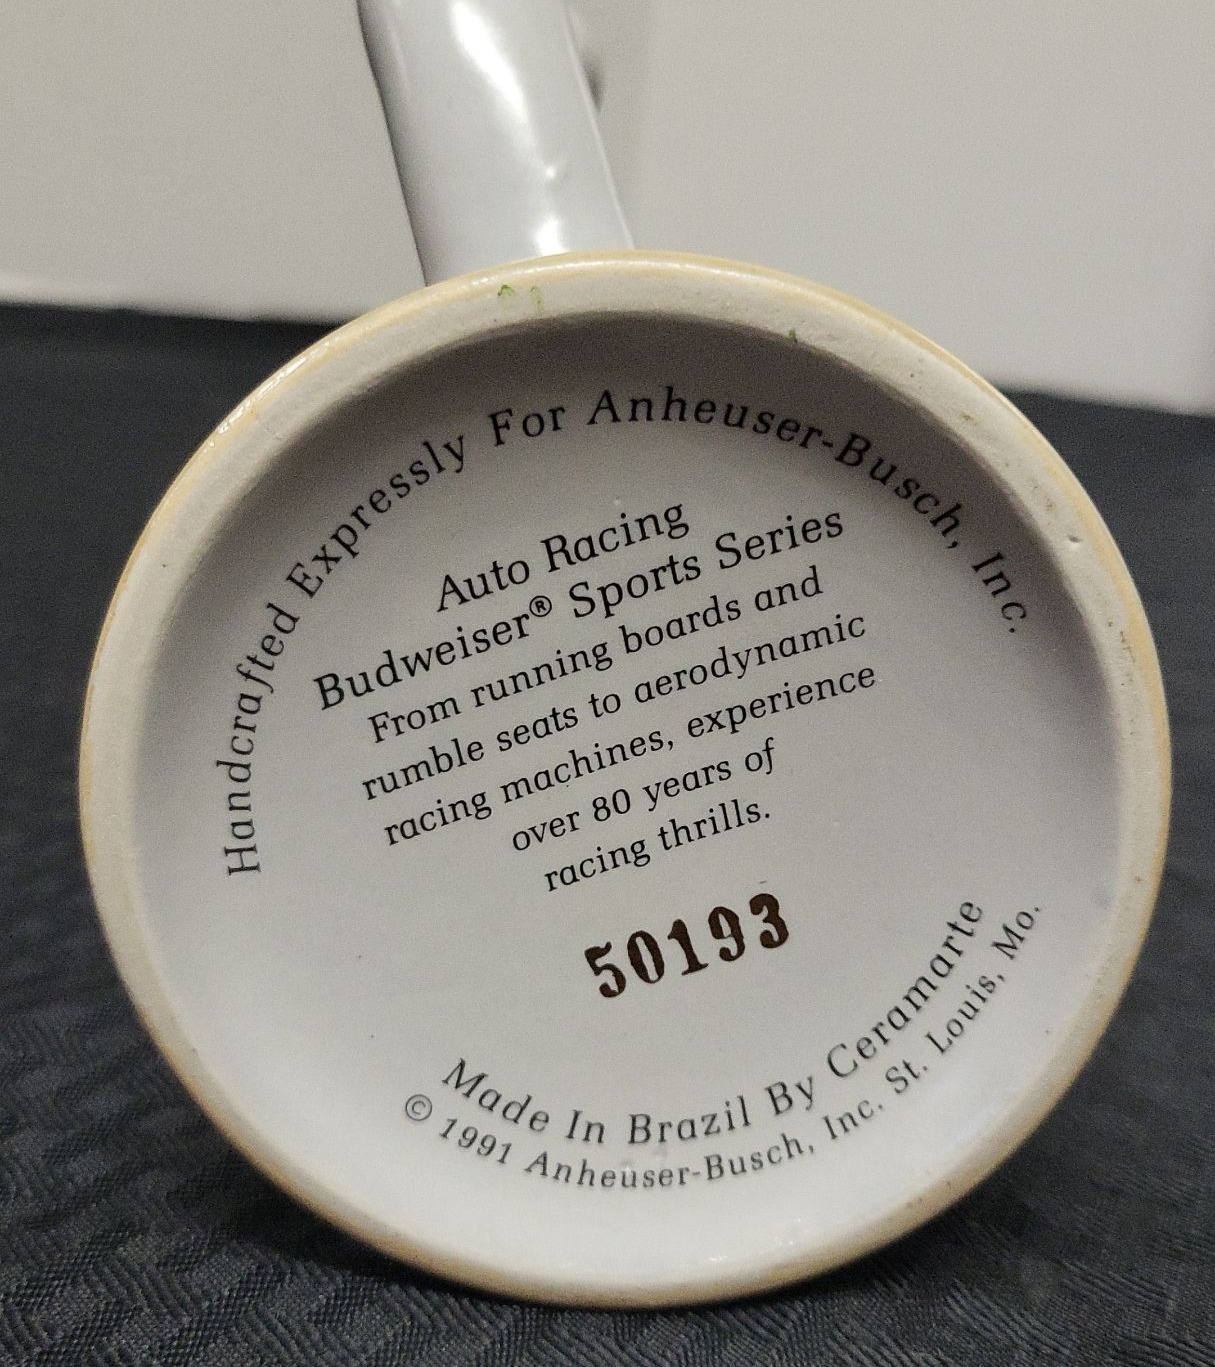 Handcrafted Expressly For Anheuser-Busch, Inc.
Auto Racing
Budweiser® Sports Series
From running boards and
rumble seats to aerodynamic
racing machines, experience
over 80 years of
racing thrills.
50193
Made In Brazil By Ceramarte
© 1991 Anheuser-Busch, Inc. St. Louis, Mo.